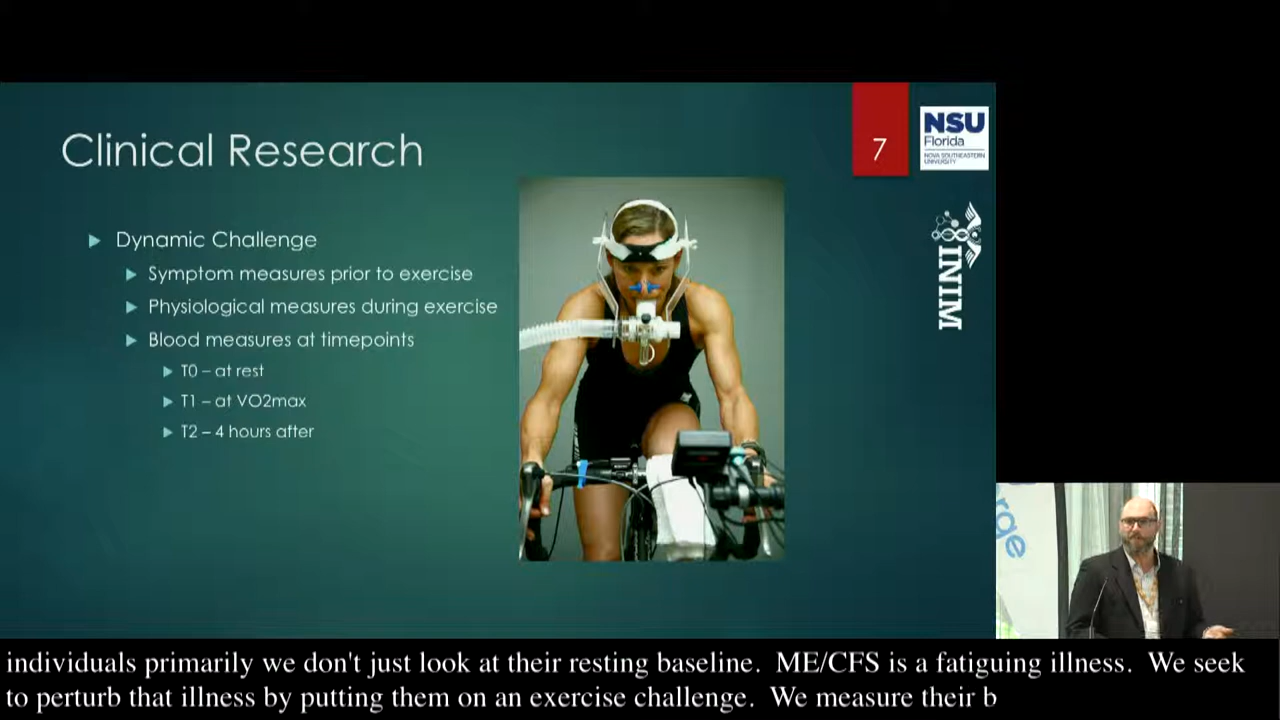 Clinical Research
7
NSU
Florida
NOVA SOUTHEASTERN
UNIVERSITY
INIM
Dynamic Challenge
Symptom measures prior to exercise
Physiological measures during exercise
Blood measures at timepoints
T0 – at rest
T1 – at VO2max
T2 – 4 hours after
individuals primarily we don't just look at their resting baseline. ME/CFS is a fatiguing illness. We seek
to perturb that illness by putting them on an exercise challenge. We measure their b